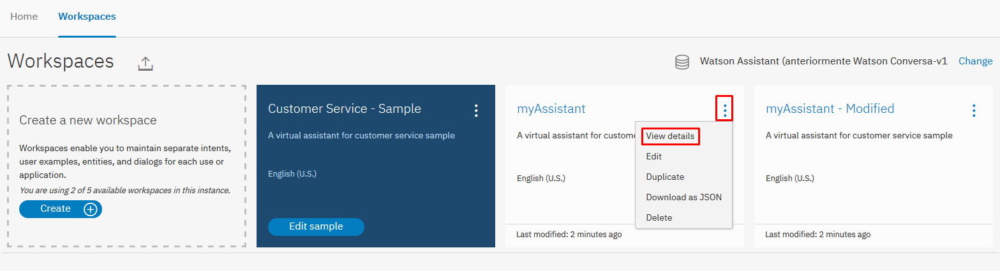 Home
Workspaces
Workspaces
Watson Assistant (anteriormente Watson Conversa-v1
Change
Create a new workspace
Workspaces enable you to maintain separate intents,
user examples, entities, and dialogs for each use or
application.
You are using 2 of 5 available workspaces in this instance.
Create
Customer Service - Sample
A virtual assistant for customer service sample
English (U.S.)
Edit sample
myAssistant
A virtual assistant for custome
English (U.S.)
Last modified: 2 minutes ago
View details
Edit
Duplicate
Download as JSON
Delete
myAssistant - Modified
A virtual assistant for customer service sample
English (U.S.)
Last modified: 2 minutes ago